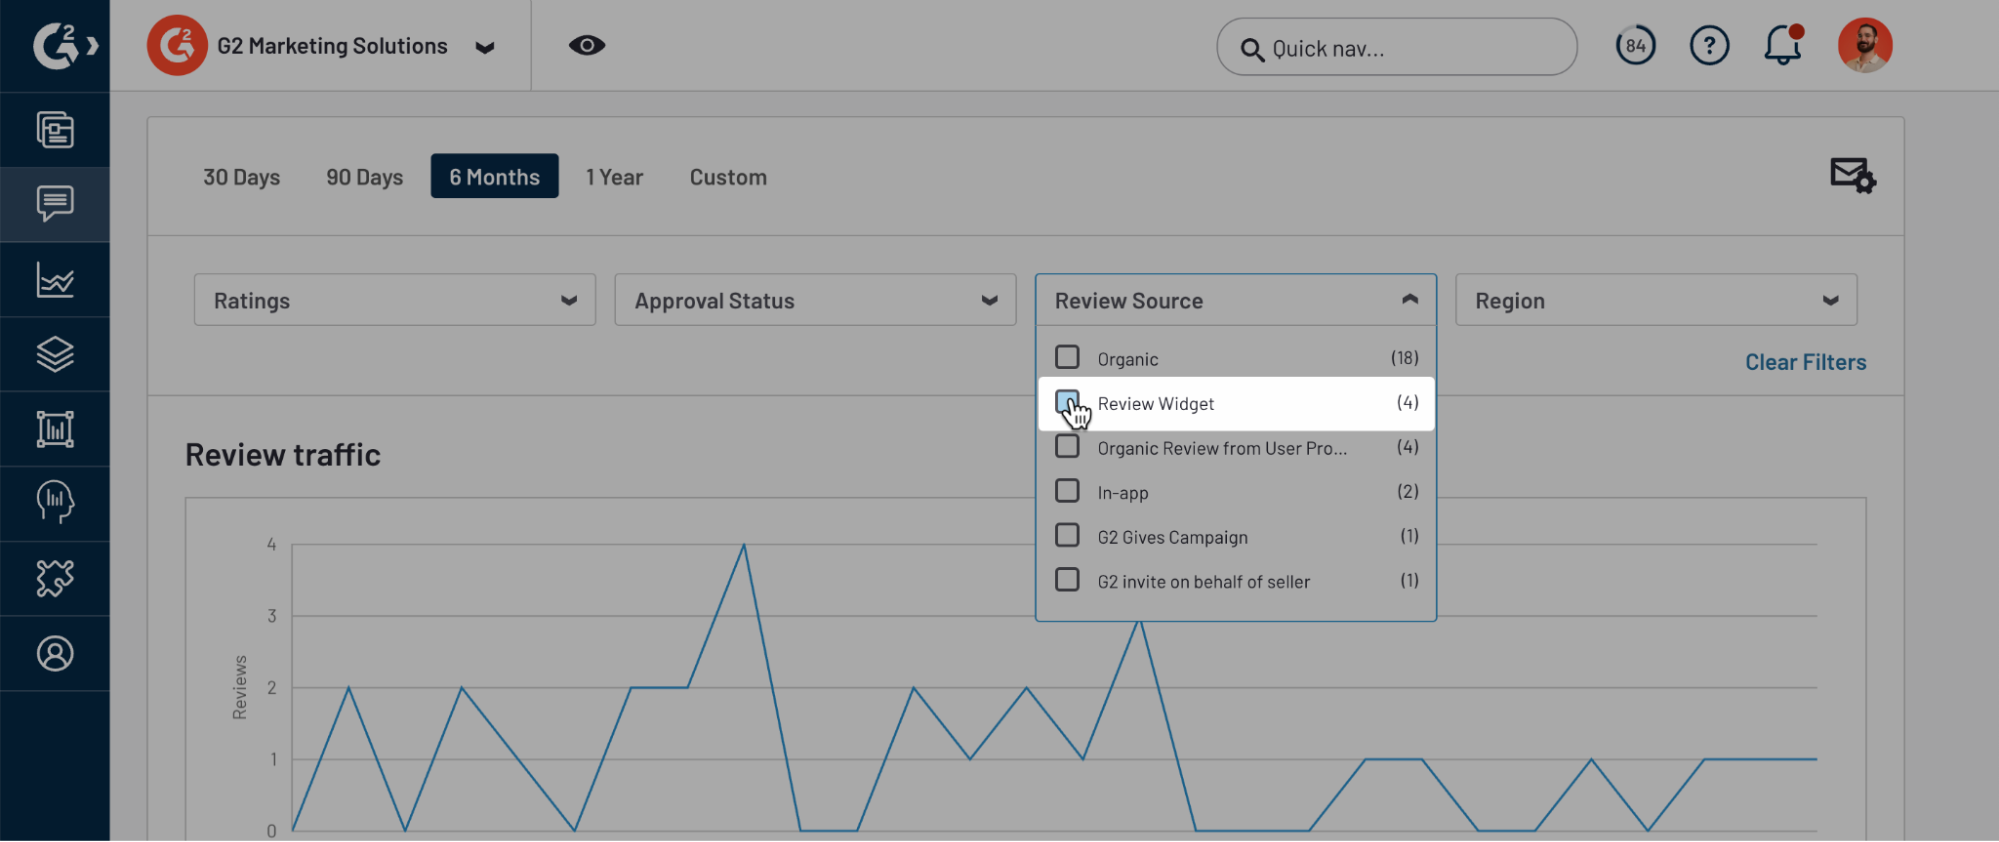 G2
G2 Marketing Solutions
Quick nav...
84
?
30 Days
90 Days
6 Months
1 Year
Custom
Ratings
Approval Status
Review Source
Region
Organic (18)
Clear Filters
Review Widget (4)
Organic Review from User Pro... (4)
In-app (2)
G2 Gives Campaign (1)
G2 invite on behalf of seller (1)
Review traffic
Reviews
4
3
2
1
0